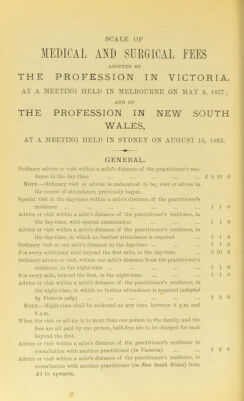 SCALE OF
MEDICAL AND SURGICAL FEES
ADOPTED BY
THE PROFESSION IN VICTORIA,
AT A MEETING HELD IN MELBOURNE ON MAY 9, 1877;
AND BY
THE PROFESSION IN NEW SOUTH
WALES,
AT A MEETING HELD IN SYDNEY ON AUGUST 15, 1882.
GENERAL.
Ordinary advice or visit within a mile's distance of the practitioner's resi-
dence in the day-time ... ... ... ... ... £0 10 6
NOTE.—Ordinary visit or advice is understood to be, visit or advice in
the course of attendance, previously begun.
Special visit in the day-time within a mile's distance of the practitioner's
residence ... ... ... ... ... ... 1 1 0
Advice or visit within a mile's distance of the practitioner's residence, in
the day-time, with special examination ... ... ... 1 1 0
Advice or visit within a mile's distance of the practitioner's residence, in
the day-time, in which no further attendance is required ... 1 1 0
Ordinary visit at one mile's distance in the day-time ... ... ... 1 1 0
For every additional mile beyond the first mile, in the day-time ... 0 10 6
Ordinary advice or visit, within one mile's distance from the practitioner's
residence, in the night-time ... ... ... ... 1 1 0
For every mile, beyond the first, in the night-time ... ... ... 1 1 0
Advice or visit within a mile's distance of the practitioner's residence in
the night-time, in which no further attendance is required (adopted
by Victoria only) ... ... ... ... ... 2 2 0
NOTE.—Night-time shall be reckoned as any time between 8 p.m. and
8 a.m.
When the visit or advice is to more than one person in the family, and the
fees are all paid by one person, half-fees are to be charged for each
beyond the first.
Advice or visit within a mile's distance of the practitioner's residence in
consultation with another practitioner (in Victoria) ... ... 2 2 0
Advice or visit within a mile's distance of the practitioner's residence, in
consultation with another practitioner (in New South Wales) from
£1 1s. upwards.